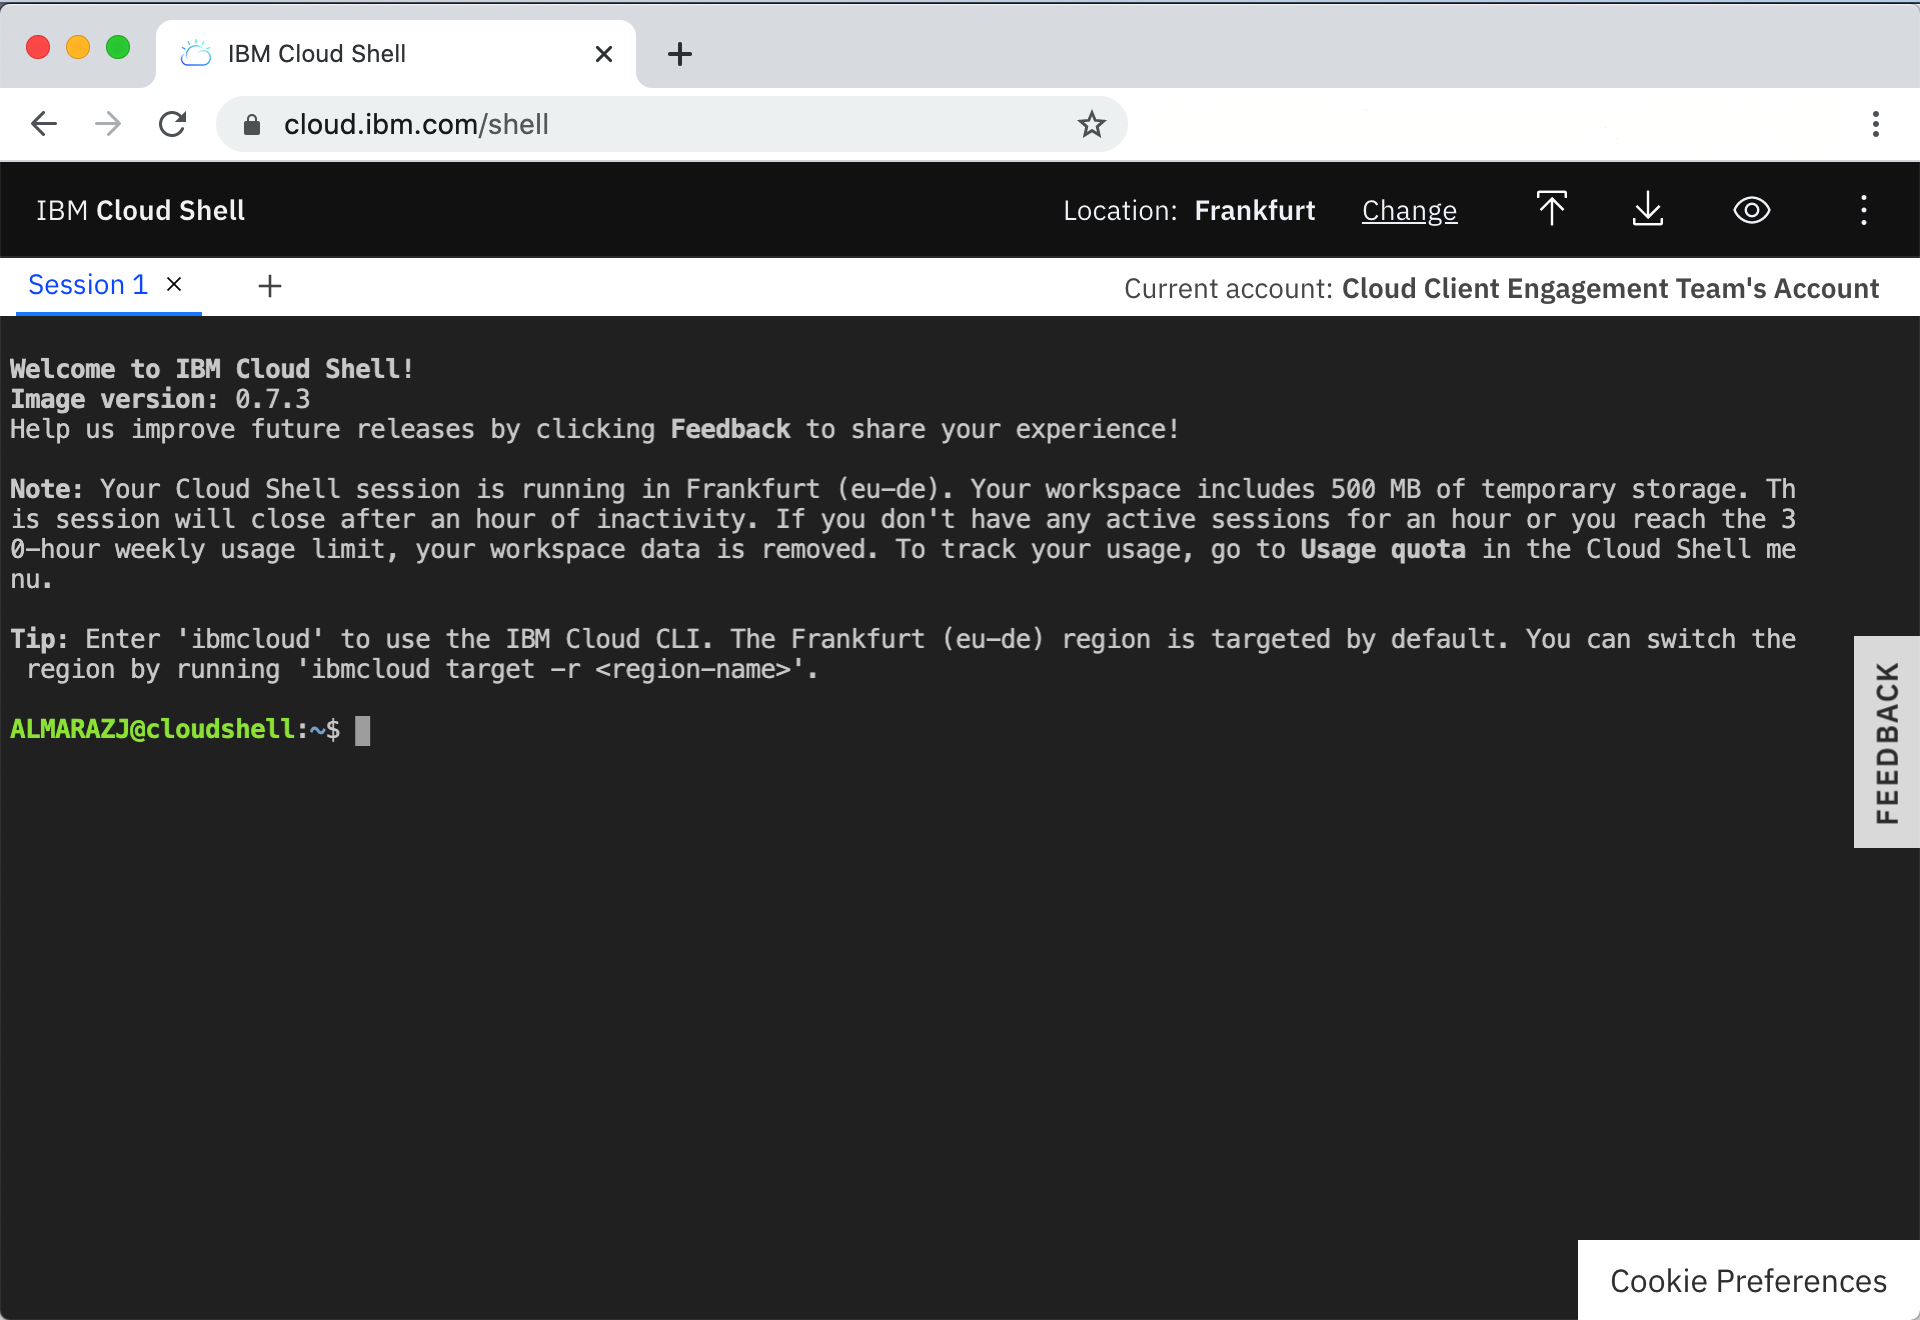 IBM Cloud Shell
cloud.ibm.com/shell
IBM Cloud Shell
Location: Frankfurt Change
Session 1
Current account: Cloud Client Engagement Team's Account
Welcome to IBM Cloud Shell!
Image version: 0.7.3
Help us improve future releases by clicking Feedback to share your experience!
Note: Your Cloud Shell session is running in Frankfurt (eu-de). Your workspace includes 500 MB of temporary storage. Th
is session will close after an hour of inactivity. If you don't have any active sessions for an hour or you reach the 3
0-hour weekly usage limit, your workspace data is removed. To track your usage, go to Usage quota in the Cloud Shell me
nu.
Tip: Enter 'ibmcloud' to use the IBM Cloud CLI. The Frankfurt (eu-de) region is targeted by default. You can switch the
 region by running 'ibmcloud target -r <region-name>'.
ALMARAZJ@cloudshell:~$
FEEDBACK
Cookie Preferences